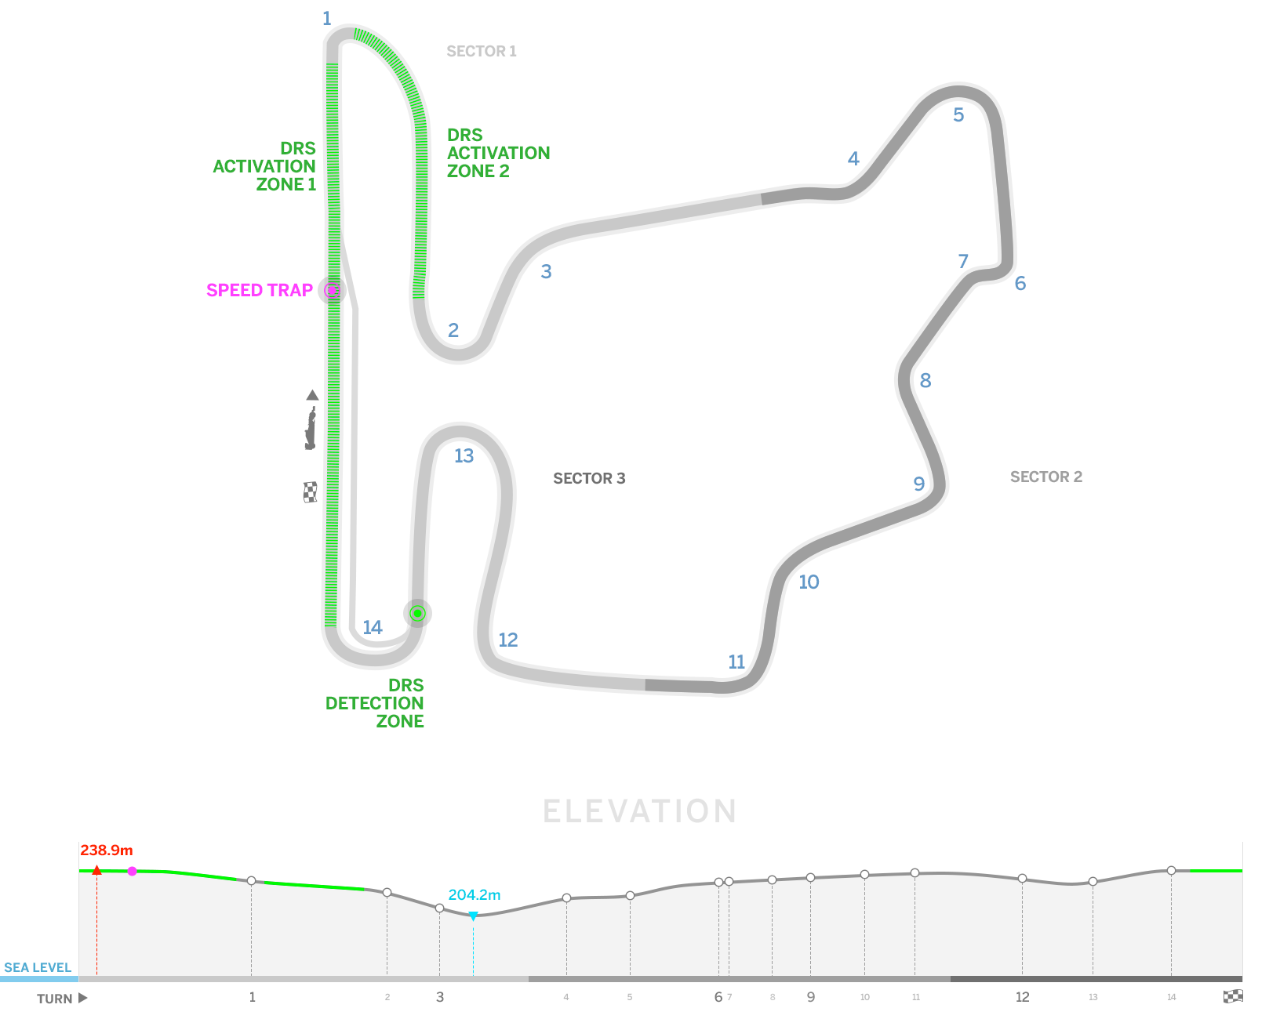 1
SECTOR 1
DRS
ACTIVATION
ZONE 1
DRS
ACTIVATION
ZONE 2
5
4
3
7
6
SPEED TRAP
2
8
13
SECTOR 3
SECTOR 2
9
10
14
12
11
DRS
DETECTION
ZONE
ELEVATION
238.9m
204.2m
SEA LEVEL
TURN 1 2 3 4 5 6 7 8 9 10 11 12 13 14